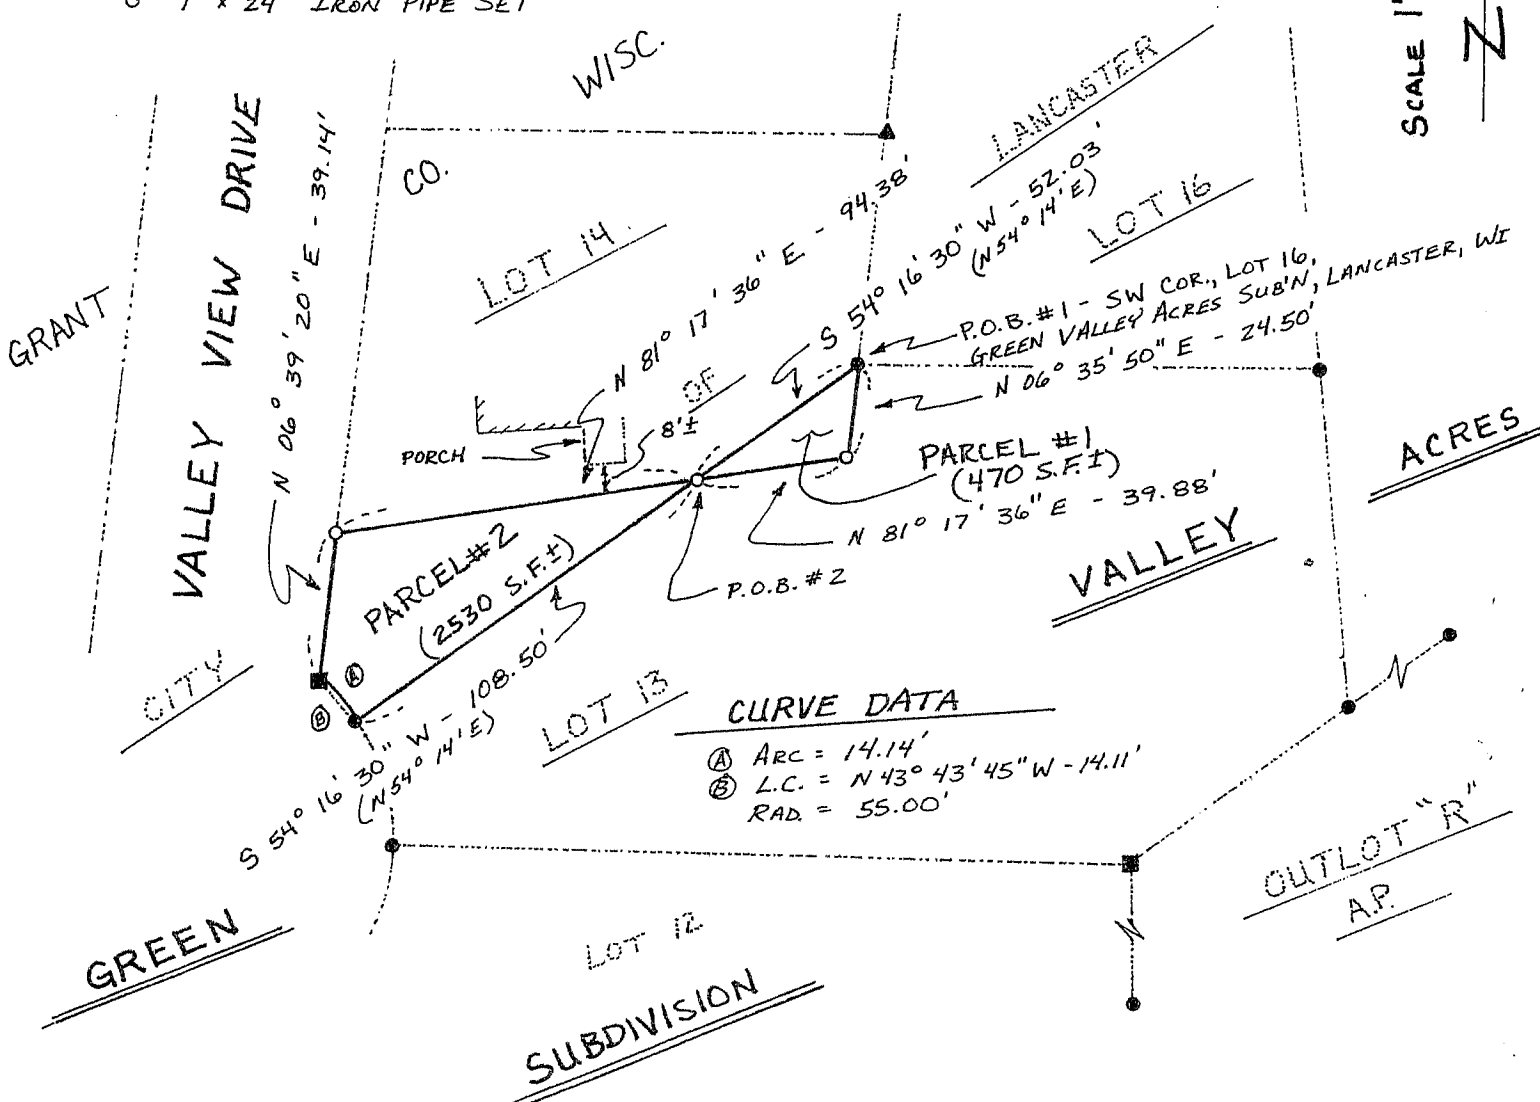 1" x 24" IRON PIPE SET
SCALE 1"
N
WISC.
LANCASTER
CO.
VALLEY VIEW DRIVE
N 06° 39' 20" E - 39.14'
LOT 14
N 81° 17' 36" E - 94.38'
S 54° 16' 30" W - 52.03'
(N 54° 14' E)
LOT 16
GRANT
P.O.B. #1 - SW COR., LOT 16,
GREEN VALLEY ACRES SUB'N, LANCASTER, WI
N 06° 35' 50" E - 24.50'
OF
8'±
PORCH
PARCEL #1
(470 S.F.±)
ACRES
N 81° 17' 36" E - 39.88'
PARCEL #2
(2530 S.F.±)
P.O.B. #2
VALLEY
CITY
A
B
S 54° 16' 30" W - 108.50'
(N 54° 14' E)
LOT 13
CURVE DATA
A ARC = 14.14'
B L.C. = N 43° 43' 45" W - 14.11'
RAD. = 55.00'
OUTLOT "R"
A.P.
GREEN
LOT 12
SUBDIVISION